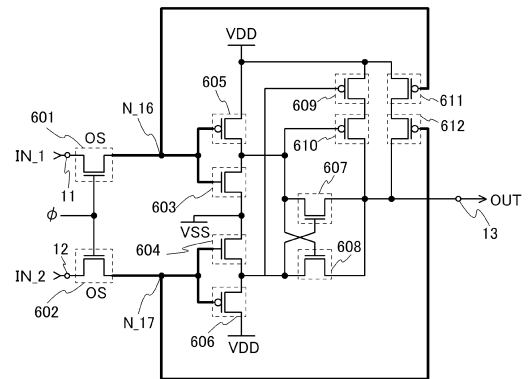 VDD
605
609
611
601
N_16
OS
612
610
IN_1
11
607
603
ϕ
VSS
OUT
13
12
604
608
IN_2
OS
602
N_17
606
VDD